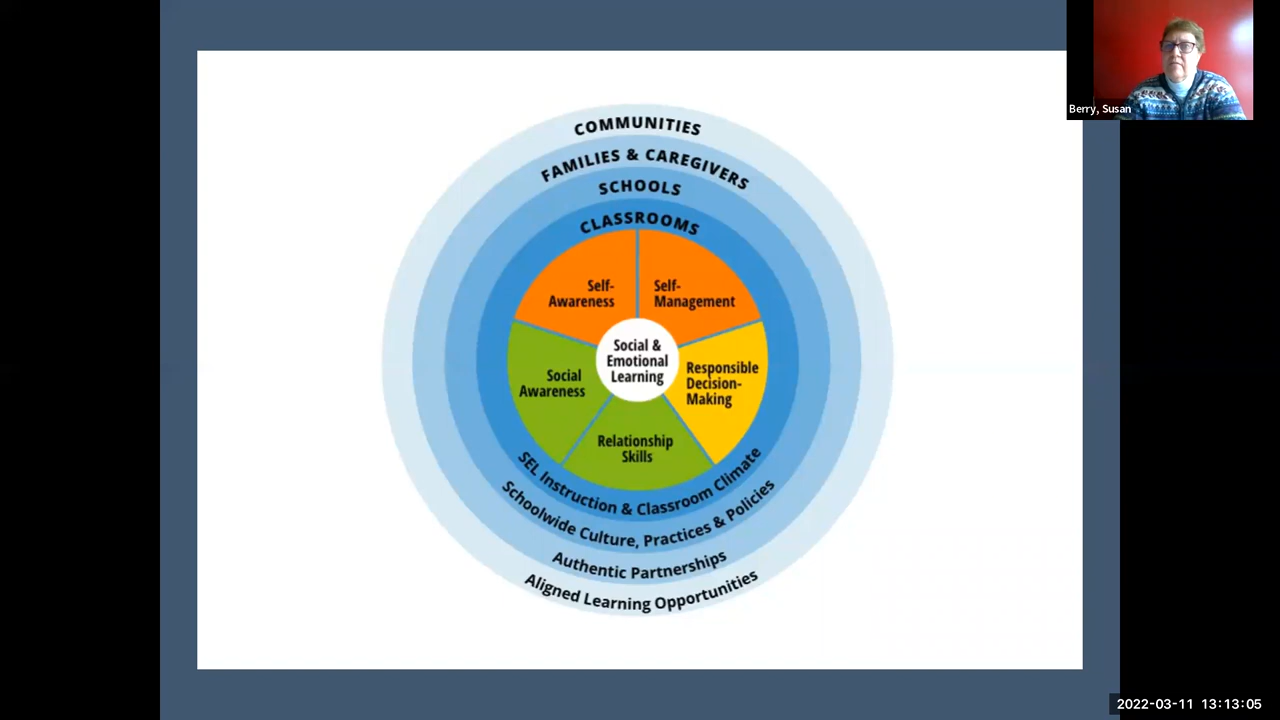 Berry, Susan
COMMUNITIES
FAMILIES & CAREGIVERS
SCHOOLS
CLASSROOMS
Self-
Awareness
Self-
Management
Social &
Emotional
Learning
Social
Awareness
Responsible
Decision-
Making
Relationship
Skills
SEL Instruction & Classroom Climate
Schoolwide Culture, Practices & Policies
Authentic Partnerships
Aligned Learning Opportunities
2022-03-11 13:13:05